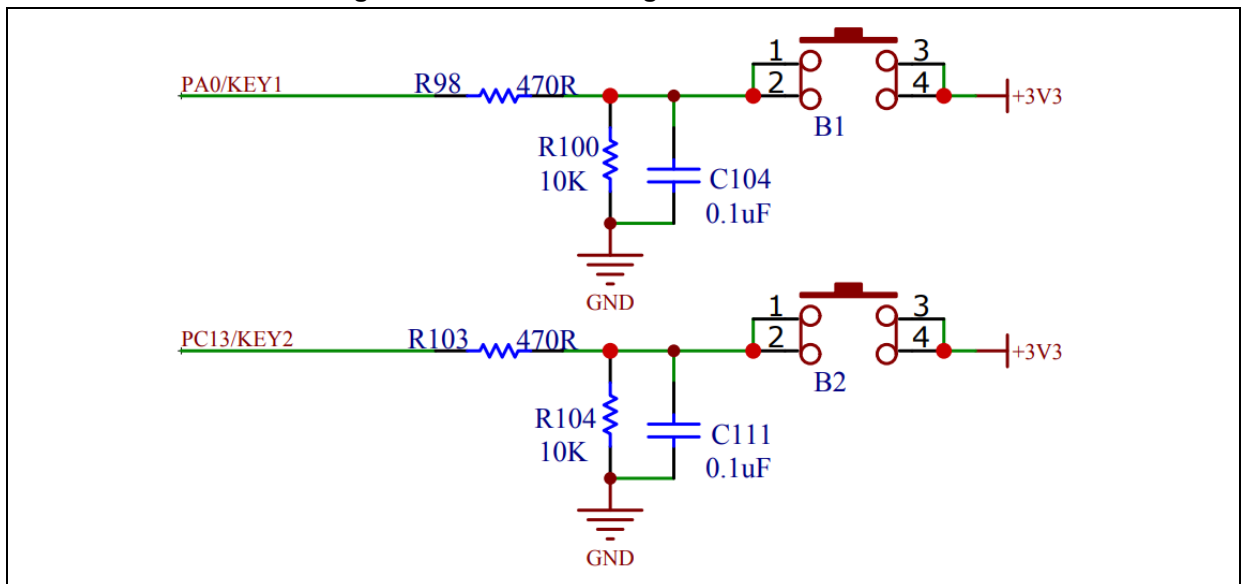 1 3
PA0/KEY1 R98 470R 2 4 +3V3
B1
R100
10K
C104
0.1uF
GND
1 3
PC13/KEY2 R103 470R 2 4 +3V3
B2
R104
10K
C111
0.1uF
GND